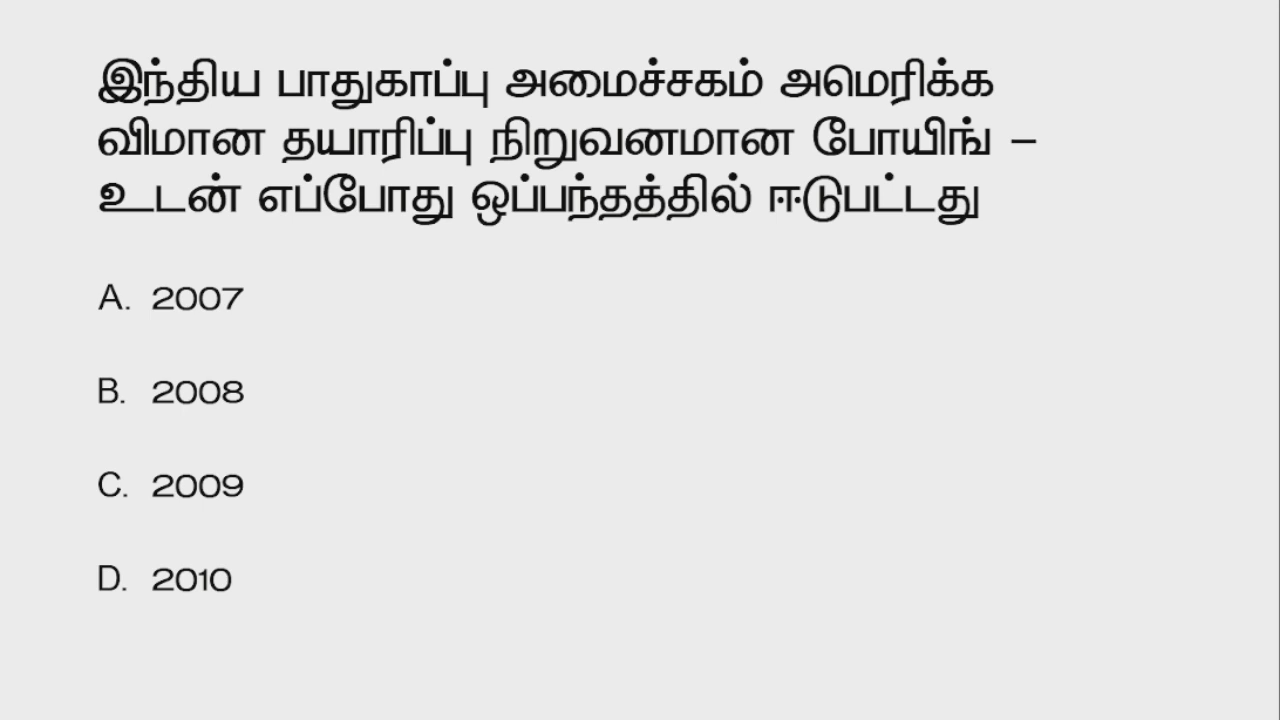 இந்திய பாதுகாப்பு அமைச்சகம் அமெரிக்க
விமான தயாரிப்பு நிறுவனமான போயிங் –
உடன் எப்போது ஒப்பந்தத்தில் ஈடுபட்டது
A. 2007
B. 2008
C. 2009
D. 2010